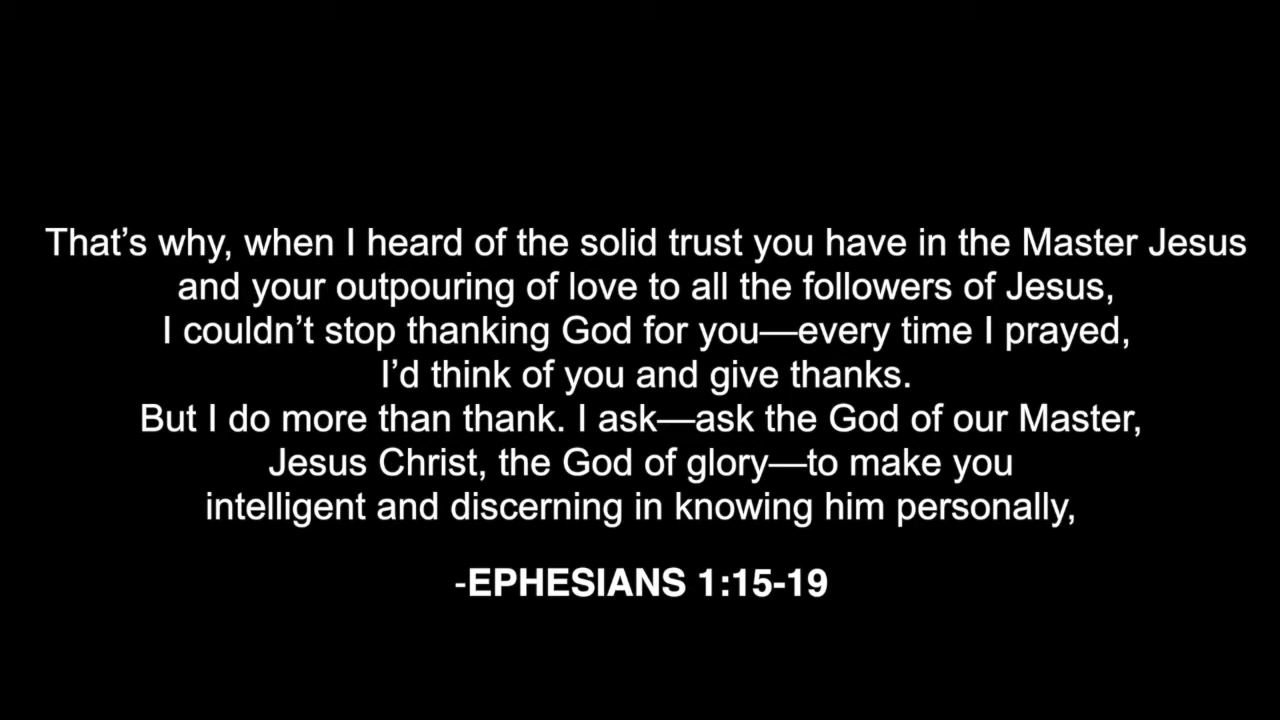 That’s why, when I heard of the solid trust you have in the Master Jesus
and your outpouring of love to all the followers of Jesus,
I couldn’t stop thanking God for you—every time I prayed,
I’d think of you and give thanks.
But I do more than thank. I ask—ask the God of our Master,
Jesus Christ, the God of glory—to make you
intelligent and discerning in knowing him personally,
-EPHESIANS 1:15-19